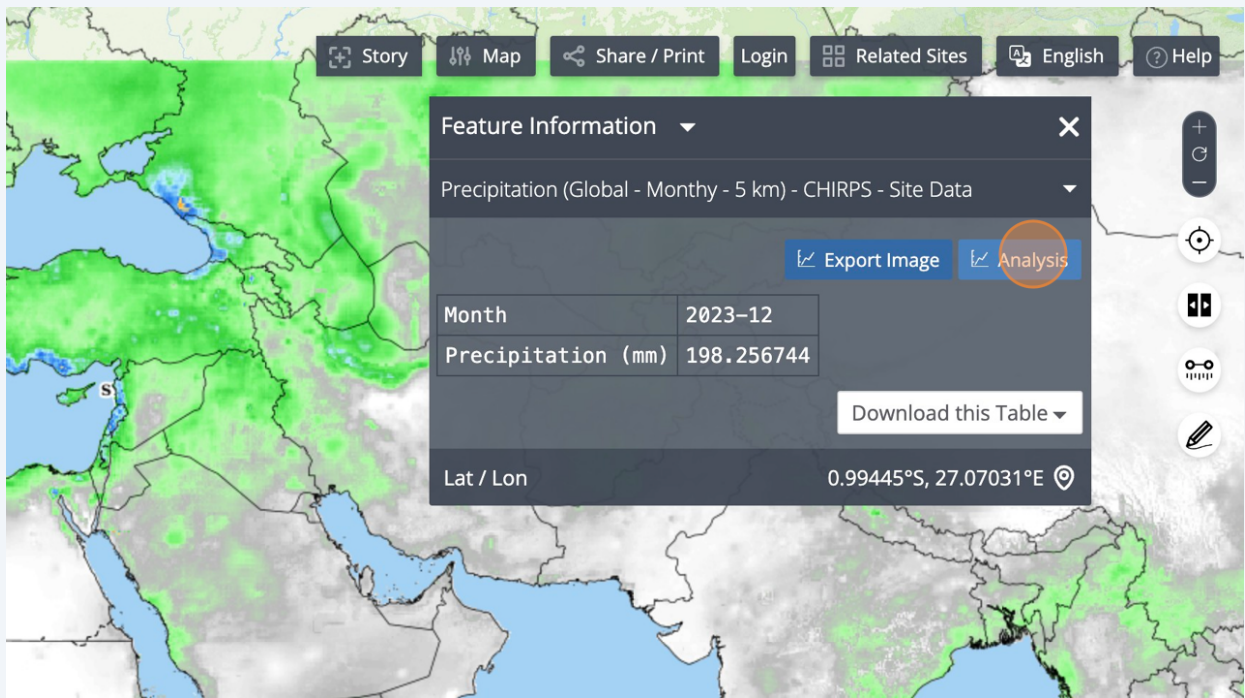 Story Map Share / Print Login Related Sites English Help
Feature Information
Precipitation (Global - Monthy - 5 km) - CHIRPS - Site Data
Export Image Analysis
Month 2023-12
Precipitation (mm) 198.256744
S
Download this Table
Lat / Lon 0.99445°S, 27.07031°E